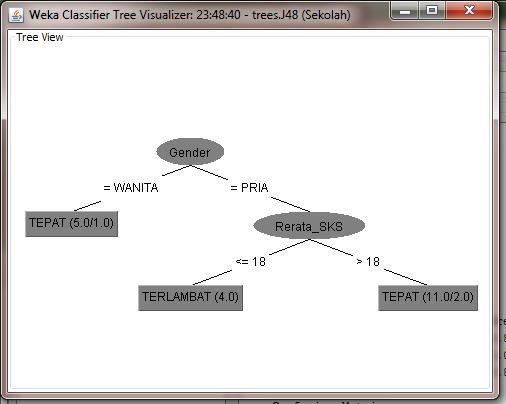 Weka Classifier Tree Visualizer: 23:48:40 - trees.J48 (Sekolah)
Tree View
Gender
= WANITA
= PRIA
TEPAT (5.0/1.0)
Rerata_SKS
<= 18
> 18
TERLAMBAT (4.0)
TEPAT (11.0/2.0)